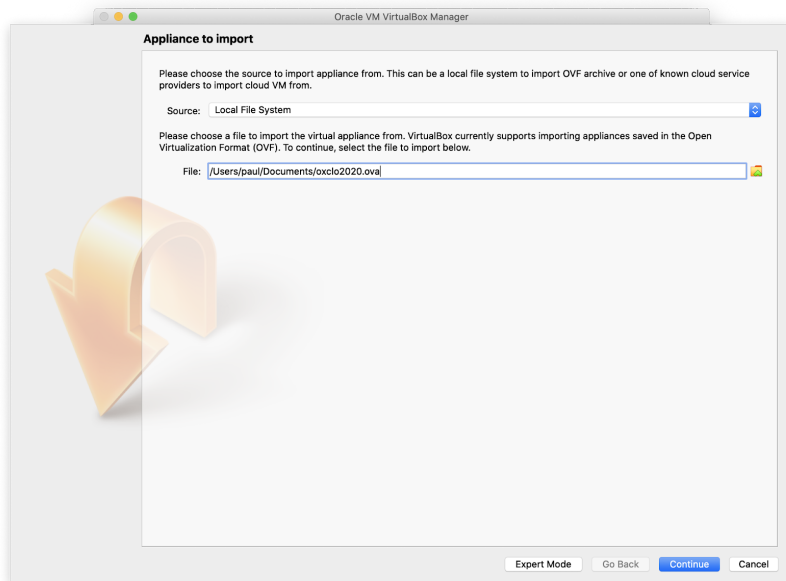 Oracle VM VirtualBox Manager
Appliance to import
Please choose the source to import appliance from. This can be a local file system to import OVF archive or one of known cloud service
providers to import cloud VM from.
Source: Local File System
Please choose a file to import the virtual appliance from. VirtualBox currently supports importing appliances saved in the Open
Virtualization Format (OVF). To continue, select the file to import below.
File: /Users/paul/Documents/oxclo2020.ova
Expert Mode Go Back Continue Cancel